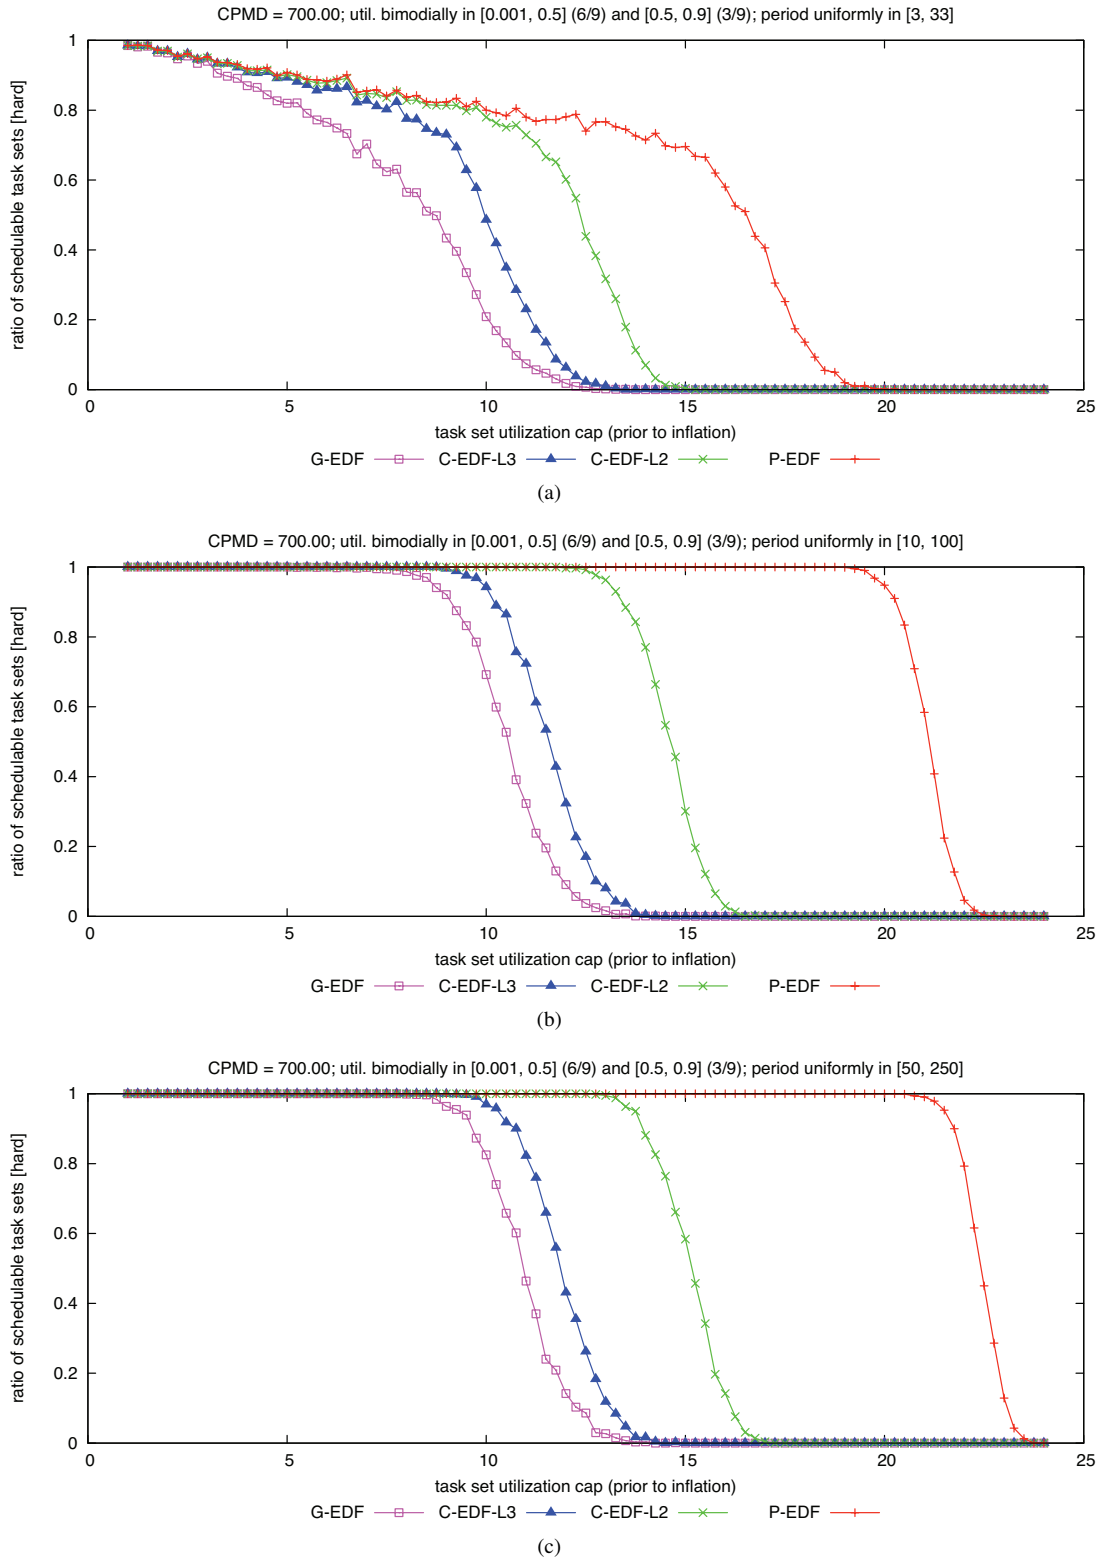 CPMD = 700.00; util. bimodially in [0.001, 0.5] (6/9) and [0.5, 0.9] (3/9); period uniformly in [3, 33]
1
0.8
0.6
0.4
0.2
0
ratio of schedulable task sets [hard]
0 5 10 15 20 25
task set utilization cap (prior to inflation)
G-EDF C-EDF-L3 C-EDF-L2 P-EDF
(a)
CPMD = 700.00; util. bimodially in [0.001, 0.5] (6/9) and [0.5, 0.9] (3/9); period uniformly in [10, 100]
1
0.8
0.6
0.4
0.2
0
ratio of schedulable task sets [hard]
0 5 10 15 20 25
task set utilization cap (prior to inflation)
G-EDF C-EDF-L3 C-EDF-L2 P-EDF
(b)
CPMD = 700.00; util. bimodially in [0.001, 0.5] (6/9) and [0.5, 0.9] (3/9); period uniformly in [50, 250]
1
0.8
0.6
0.4
0.2
0
ratio of schedulable task sets [hard]
0 5 10 15 20 25
task set utilization cap (prior to inflation)
G-EDF C-EDF-L3 C-EDF-L2 P-EDF
(c)